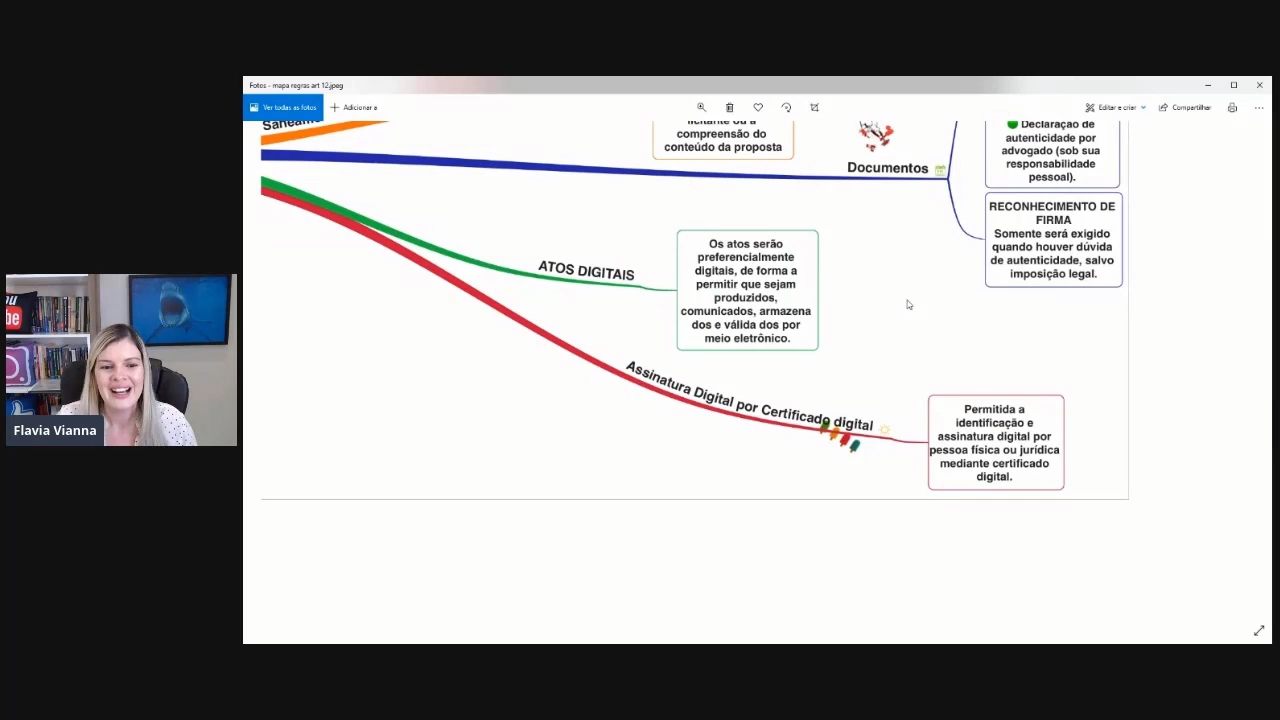 Fotos - mapa regras art 12.jpeg
Ver todas as fotos
Adicionar a
Editar e criar
Compartilhar
licitante ou a
compreensão do
conteúdo da proposta
Documentos
Declaração de
autenticidade por
advogado (sob sua
responsabilidade
pessoal).
RECONHECIMENTO DE
FIRMA
Somente será exigido
quando houver dúvida
de autenticidade, salvo
imposição legal.
ATOS DIGITAIS
Os atos serão
preferencialmente
digitais, de forma a
permitir que sejam
produzidos,
comunicados, armazena
dos e válida dos por
meio eletrônico.
Assinatura Digital por Certificado digital
Permitida a
identificação e
assinatura digital por
pessoa física ou jurídica
mediante certificado
digital.
Flavia Vianna